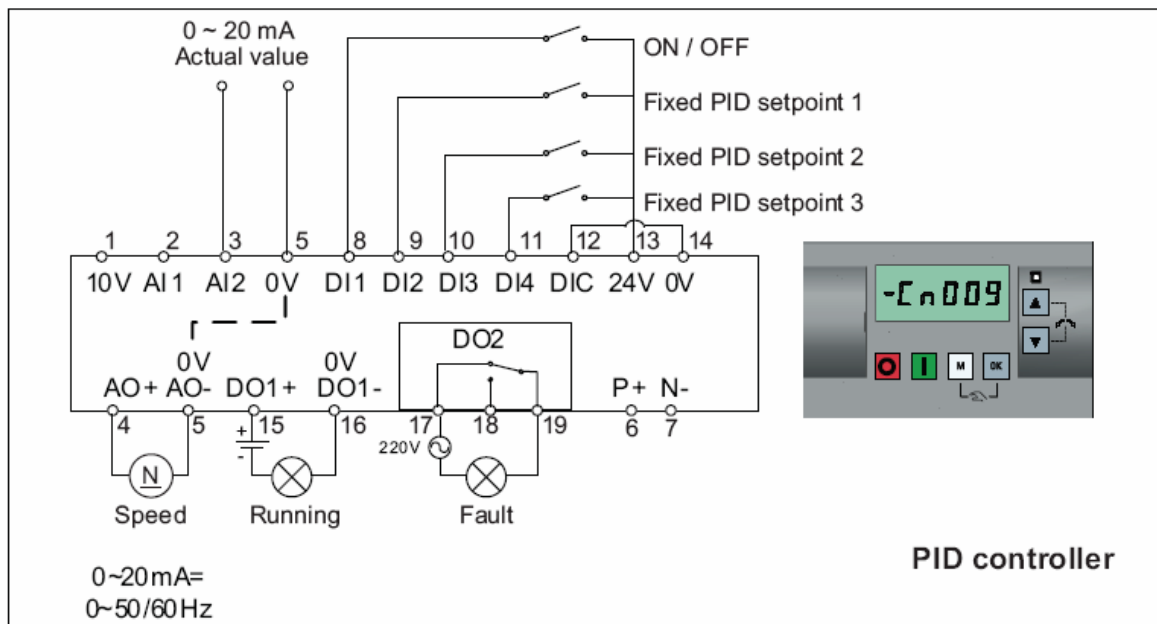 0 ~ 20 mA
Actual value
ON / OFF
Fixed PID setpoint 1
Fixed PID setpoint 2
Fixed PID setpoint 3
1 2 3 5 8 9 10 11 12 13 14
10V AI1 AI2 0V DI1 DI2 DI3 DI4 DIC 24V 0V
-Cn009
M OK
0V 0V DO2
AO+ AO- DO1+ DO1- P+ N-
4 5 15 16 17 18 19 6 7
+
-
220V
N
Speed Running Fault
PID controller
0~20mA=
0~50/60Hz